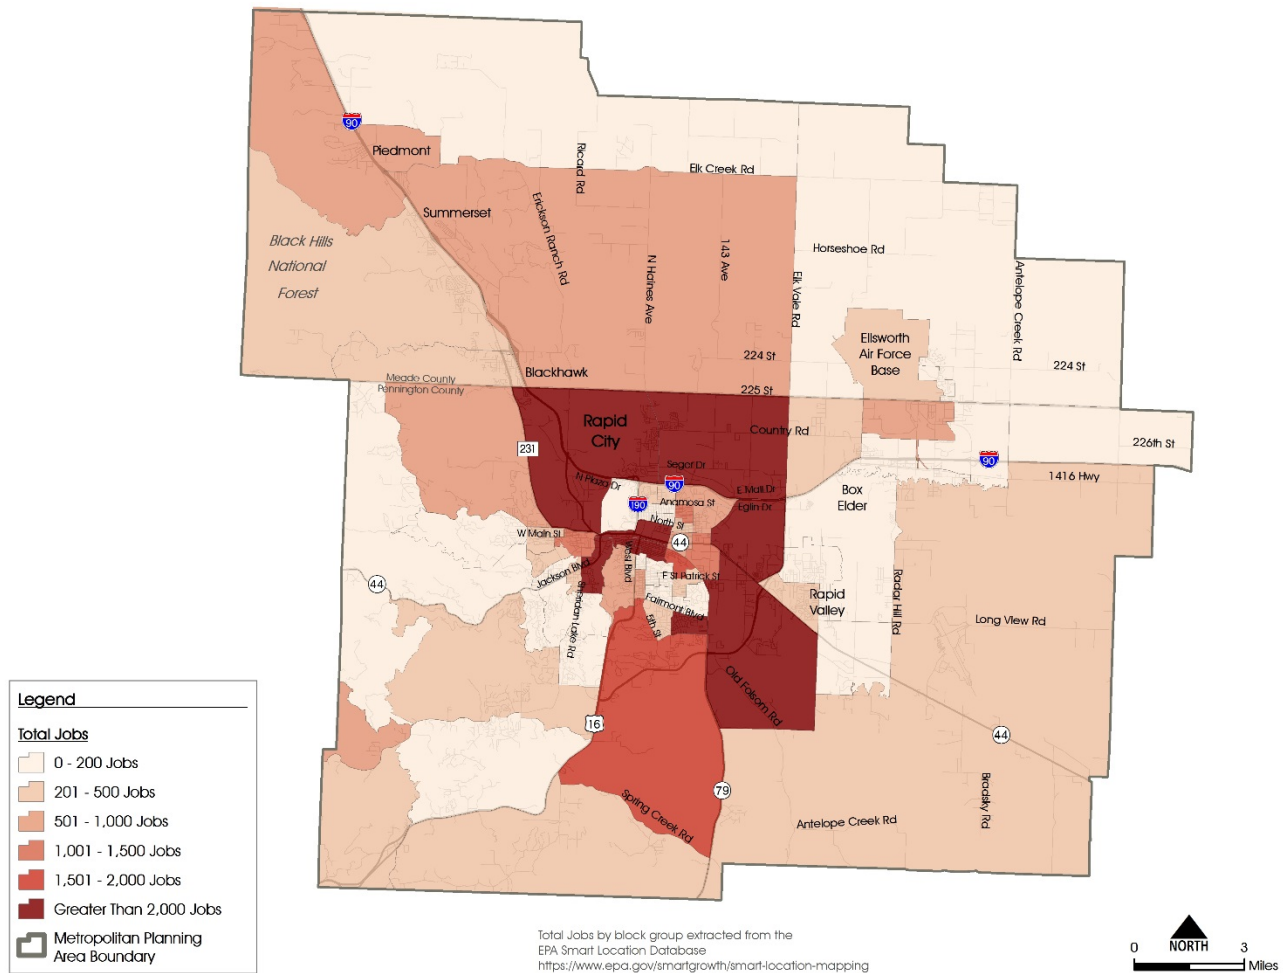 90
Piedmont
Ricard Rd
Elk Creek Rd
Summerset
Erickson Ranch Rd
Black Hills
National
Forest
N Haines Ave
143 Ave
Horseshoe Rd
Elk Vale Rd
Antelope Creek Rd
Ellsworth
Air Force
Base
224 St
224 St
Blackhawk
Meade County
Pennington County
225 St
Rapid
City
Country Rd
226th St
231
90
Seger Dr
1416 Hwy
N Plaza Dr
90
E Mall Dr
Box
Elder
190
Anamosa St
Eglin Dr
North St
W Main St
44
West Blvd
Jackson Blvd
E St Patrick St
44
Sheridan Lake Rd
Fairmont Blvd
Rapid
Valley
Radar Hill Rd
5th St
Long View Rd
Old Folsom Rd
16
44
79
Spring Creek Rd
Bradsky Rd
Antelope Creek Rd
Legend
Total Jobs
0 - 200 Jobs
201 - 500 Jobs
501 - 1,000 Jobs
1,001 - 1,500 Jobs
1,501 - 2,000 Jobs
Greater Than 2,000 Jobs
Metropolitan Planning
Area Boundary
Total Jobs by block group extracted from the
EPA Smart Location Database
https://www.epa.gov/smartgrowth/smart-location-mapping
NORTH
0 3
Miles